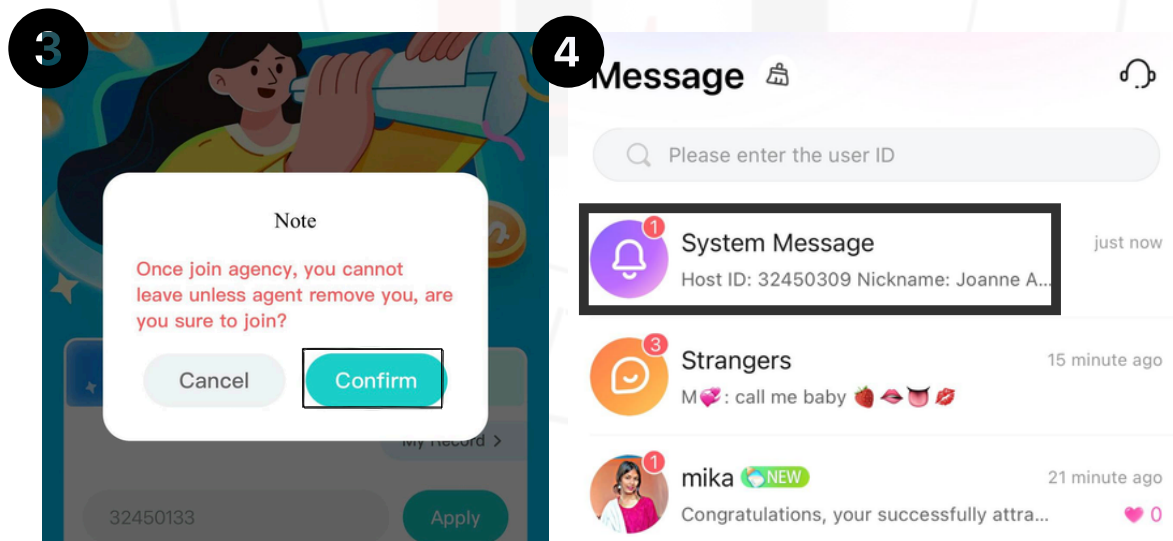 3
Note
Once join agency, you cannot
leave unless agent remove you, are
you sure to join?
Cancel
Confirm
My Record >
32450133
Apply
4
Message
Please enter the user ID
1
System Message
just now
Host ID: 32450309 Nickname: Joanne A...
3
Strangers
15 minute ago
M💞: call me baby 🍓👄👅💋
1
mika NEW
21 minute ago
Congratulations, your successfully attra...
0